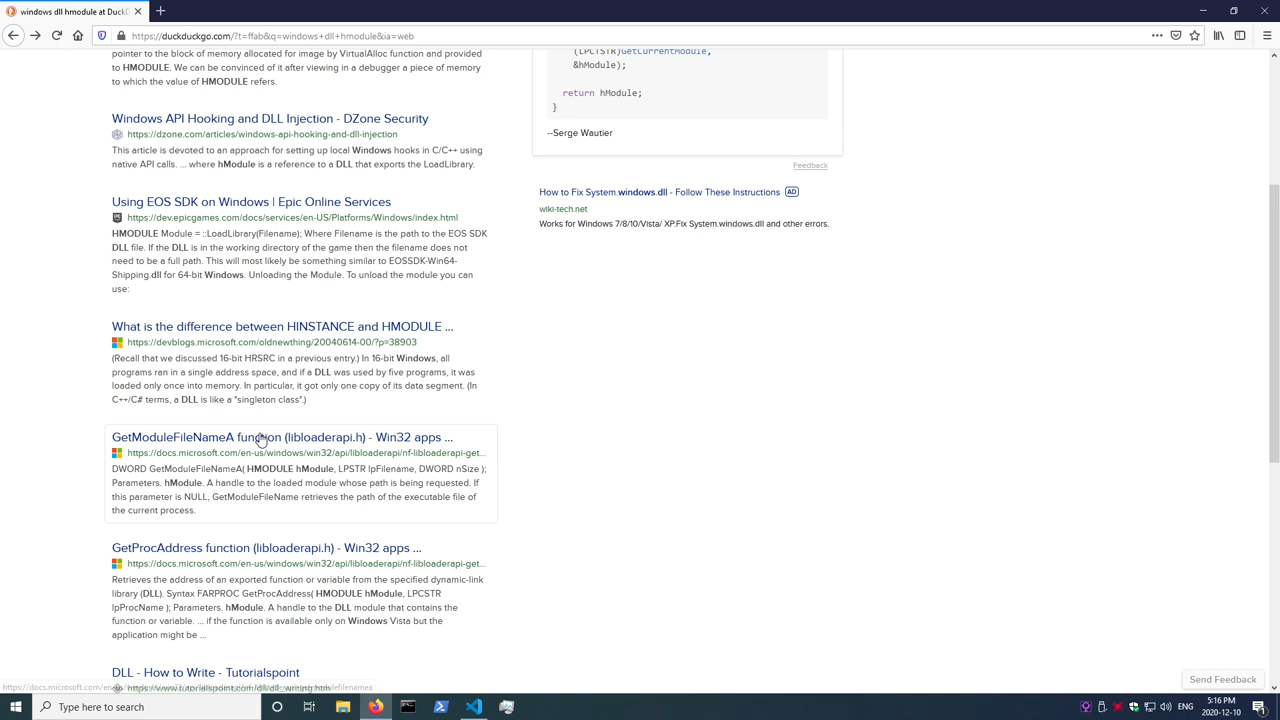 windows dll hmodule at DuckD
https://duckduckgo.com/?t=ffab&q=windows+dll+hmodule&ia=web
pointer to the block of memory allocated for image by VirtualAlloc function and provided
to HMODULE. We can be convinced of it after viewing in a debugger a piece of memory
to which the value of HMODULE refers.
Windows API Hooking and DLL Injection - DZone Security
https://dzone.com/articles/windows-api-hooking-and-dll-injection
This article is devoted to an approach for setting up local Windows hooks in C/C++ using
native API calls. ... where hModule is a reference to a DLL that exports the LoadLibrary.
Using EOS SDK on Windows | Epic Online Services
https://dev.epicgames.com/docs/services/en-US/Platforms/Windows/index.html
HMODULE Module = ::LoadLibrary(Filename); Where Filename is the path to the EOS SDK
DLL file. If the DLL is in the working directory of the game then the filename does not
need to be a full path. This will most likely be something similar to EOSSDK-Win64-
Shipping.dll for 64-bit Windows. Unloading the Module. To unload the module you can
use:
What is the difference between HINSTANCE and HMODULE ...
https://devblogs.microsoft.com/oldnewthing/20040614-00/?p=38903
(Recall that we discussed 16-bit HRSRC in a previous entry.) In 16-bit Windows, all
programs ran in a single address space, and if a DLL was used by five programs, it was
loaded only once into memory. In particular, it got only one copy of its data segment. (In
C++/C# terms, a DLL is like a "singleton class".)
GetModuleFileNameA function (libloaderapi.h) - Win32 apps ...
https://docs.microsoft.com/en-us/windows/win32/api/libloaderapi/nf-libloaderapi-get...
DWORD GetModuleFileNameA( HMODULE hModule, LPSTR lpFilename, DWORD nSize );
Parameters. hModule. A handle to the loaded module whose path is being requested. If
this parameter is NULL, GetModuleFileName retrieves the path of the executable file of
the current process.
GetProcAddress function (libloaderapi.h) - Win32 apps ...
https://docs.microsoft.com/en-us/windows/win32/api/libloaderapi/nf-libloaderapi-get...
Retrieves the address of an exported function or variable from the specified dynamic-link
library (DLL). Syntax FARPROC GetProcAddress( HMODULE hModule, LPCSTR
lpProcName ); Parameters. hModule. A handle to the DLL module that contains the
function or variable. ... if the function is available only on Windows Vista but the
application might be ...
DLL - How to Write - Tutorialspoint
https://www.tutorialspoint.com/dll/dll_writing.htm
(LPCTSTR)GetCurrentModule,
&hModule);
return hModule;
}
--Serge Wautier
Feedback
How to Fix System.windows.dll - Follow These Instructions AD
wiki-tech.net
Works for Windows 7/8/10/Vista/ XP.Fix System.windows.dll and other errors.
Send Feedback
Type here to search
5:16 PM
2020-12-10
1